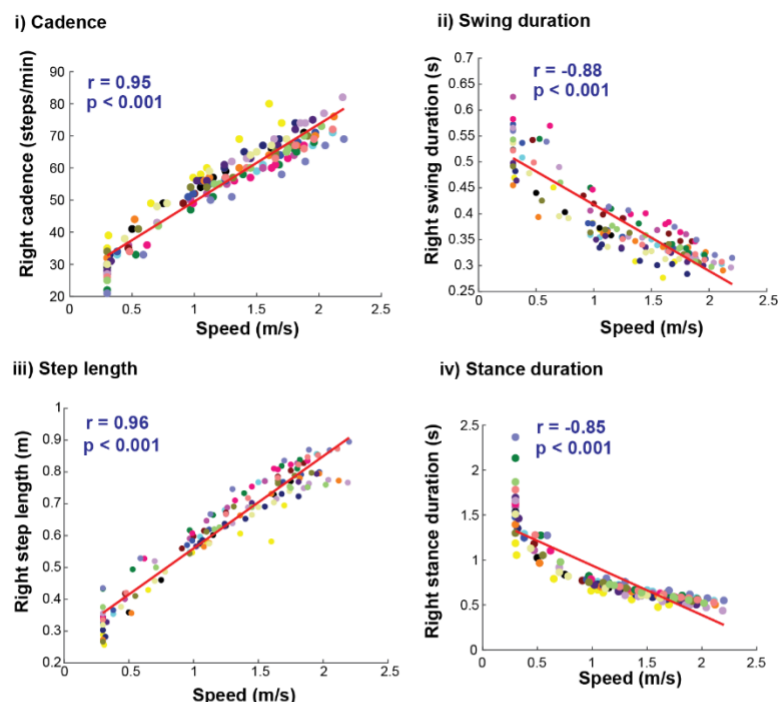 i) Cadence
r = 0.95
p < 0.001
Right cadence (steps/min)
90
80
70
60
50
40
30
20
0
0.5
1
1.5
2
2.5
Speed (m/s)
ii) Swing duration
r = -0.88
p < 0.001
Right swing duration (s)
0.7
0.65
0.6
0.55
0.5
0.45
0.4
0.35
0.3
0.25
0
0.5
1
1.5
2
2.5
Speed (m/s)
iii) Step length
r = 0.96
p < 0.001
Right step length (m)
1
0.9
0.8
0.7
0.6
0.5
0.4
0.3
0.2
0
0.5
1
1.5
2
2.5
Speed (m/s)
iv) Stance duration
r = -0.85
p < 0.001
Right stance duration (s)
2.5
2
1.5
1
0.5
0
0
0.5
1
1.5
2
2.5
Speed (m/s)